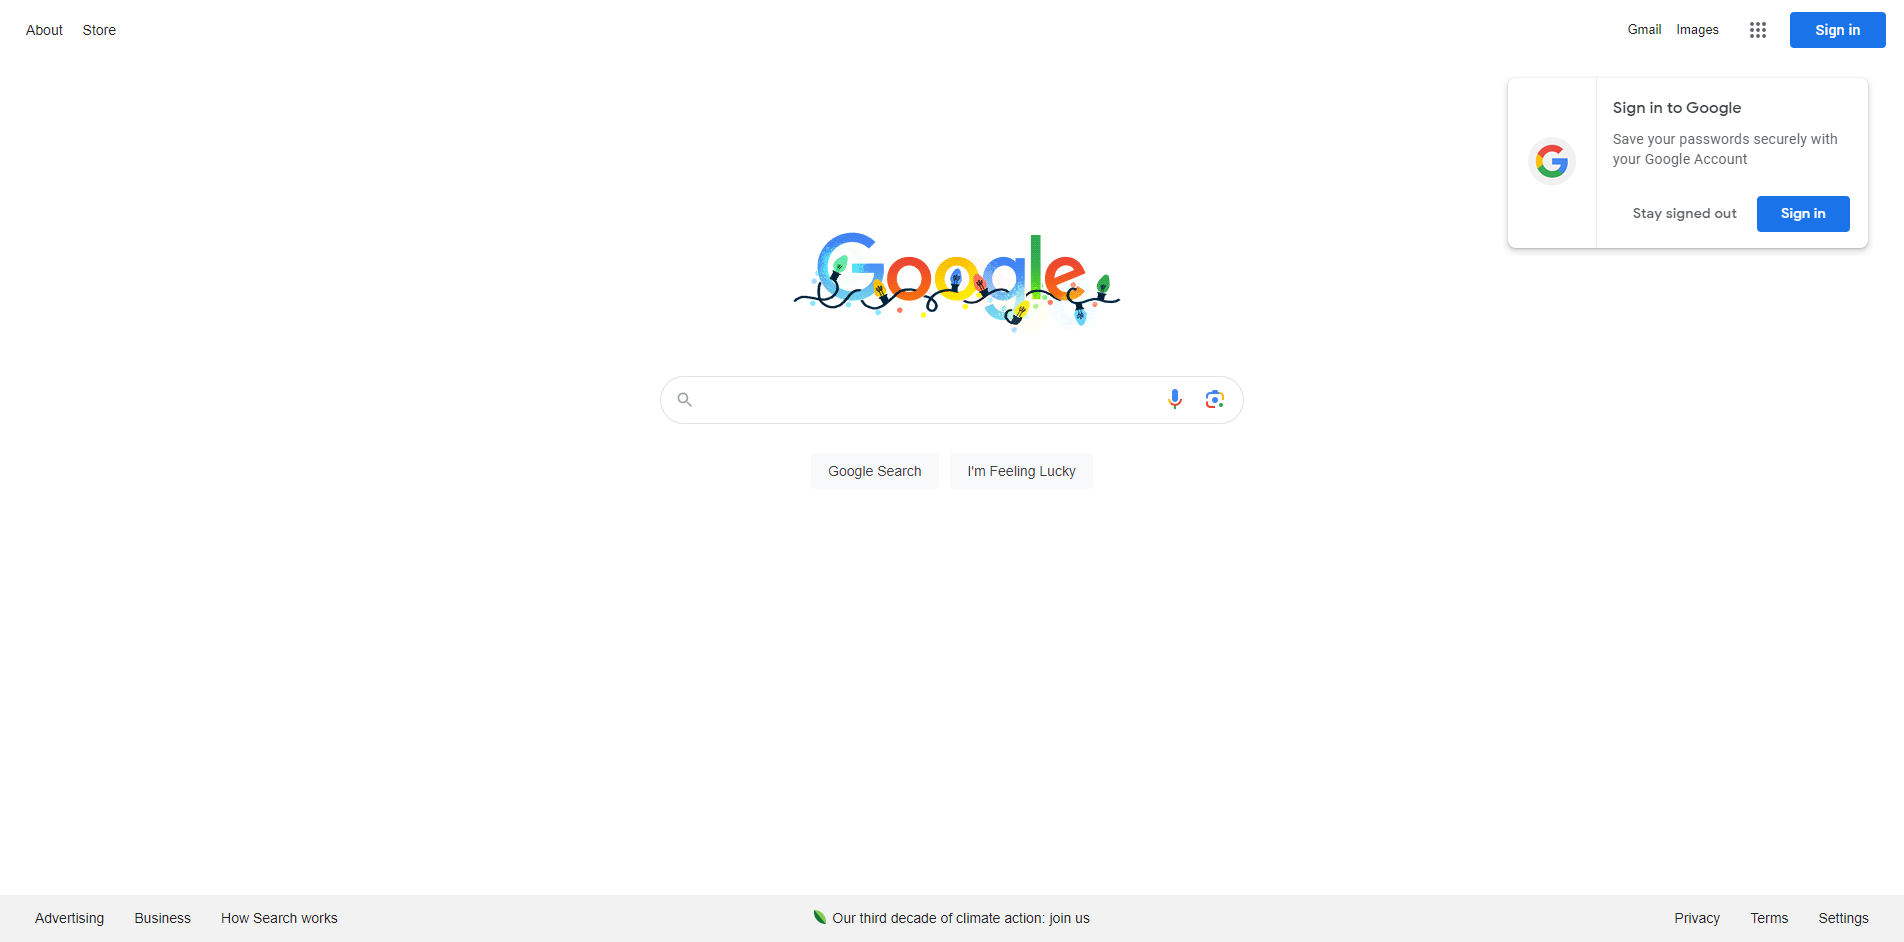 About Store
Gmail Images Sign in
Sign in to Google
Save your passwords securely with
your Google Account
Stay signed out Sign in
Google
Google Search I'm Feeling Lucky
Advertising Business How Search works
Our third decade of climate action: join us
Privacy Terms Settings